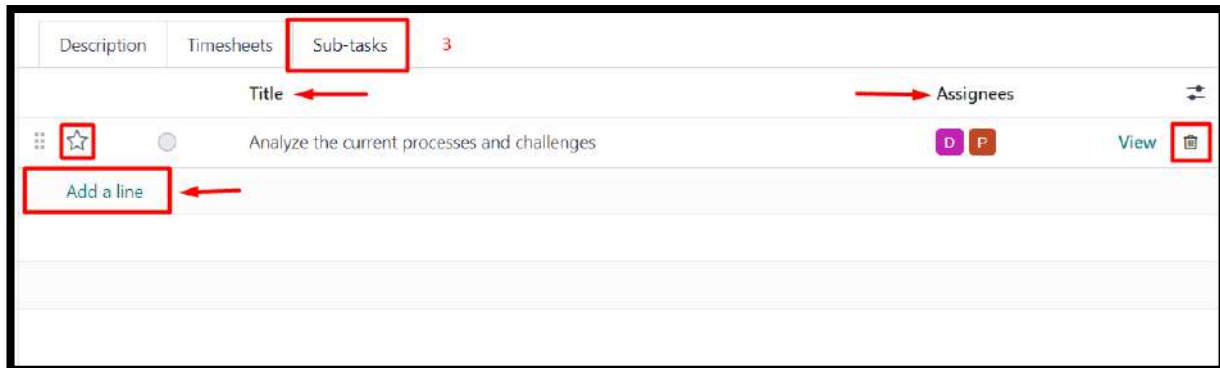 Description Timesheets Sub-tasks 3
Title Assignees
Analyze the current processes and challenges D P View
Add a line